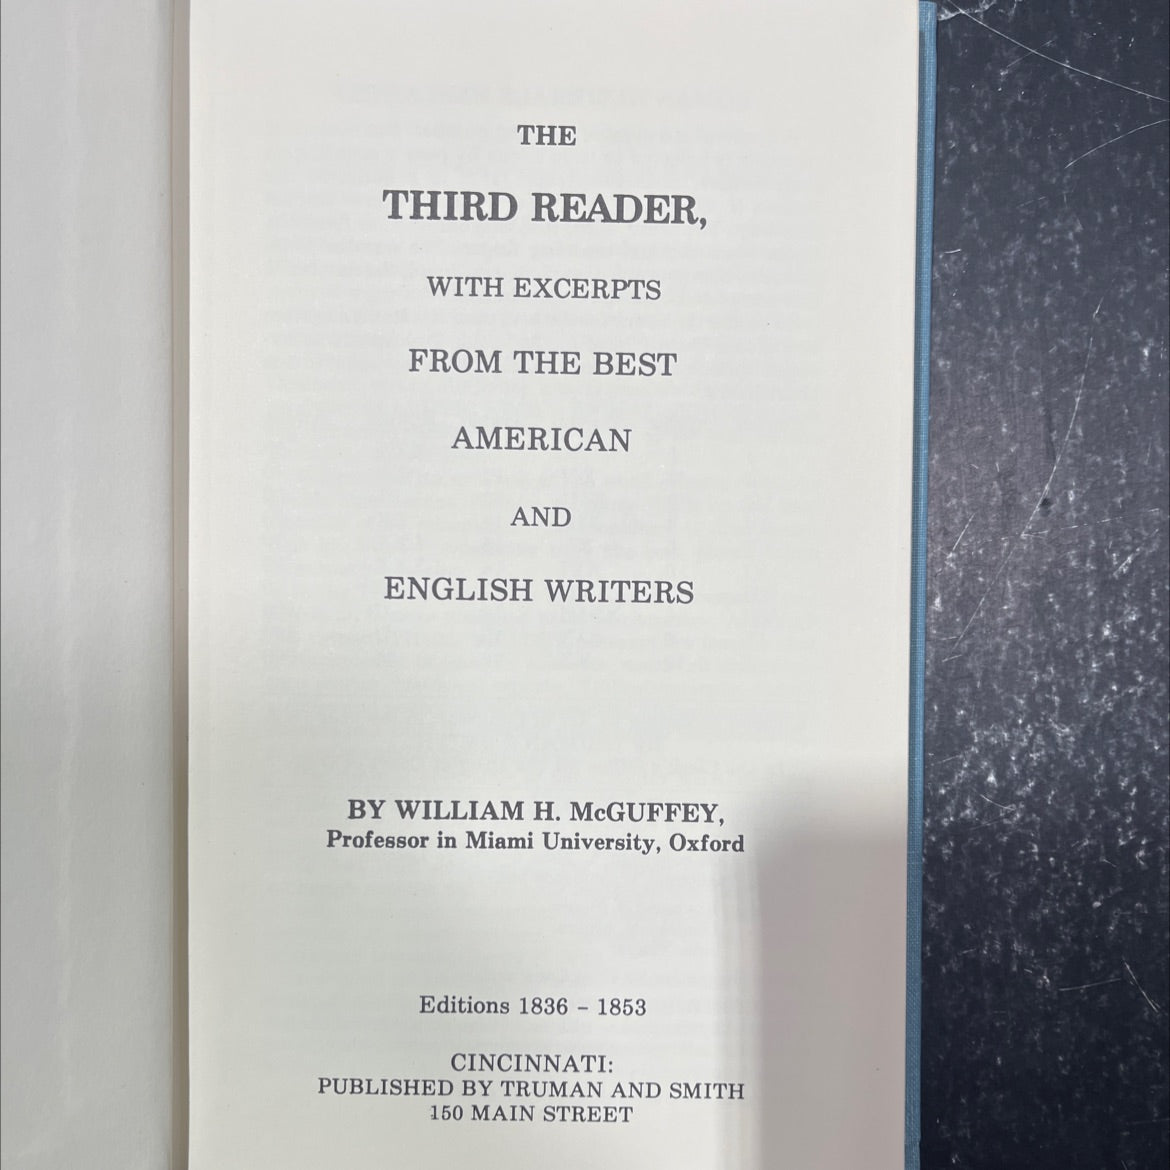 THE
THIRD READER,
WITH EXCERPTS
FROM THE BEST
AMERICAN
AND
ENGLISH WRITERS
BY WILLIAM H. McGUFFEY,
Professor in Miami University, Oxford
Editions 1836 – 1853
CINCINNATI:
PUBLISHED BY TRUMAN AND SMITH
150 MAIN STREET